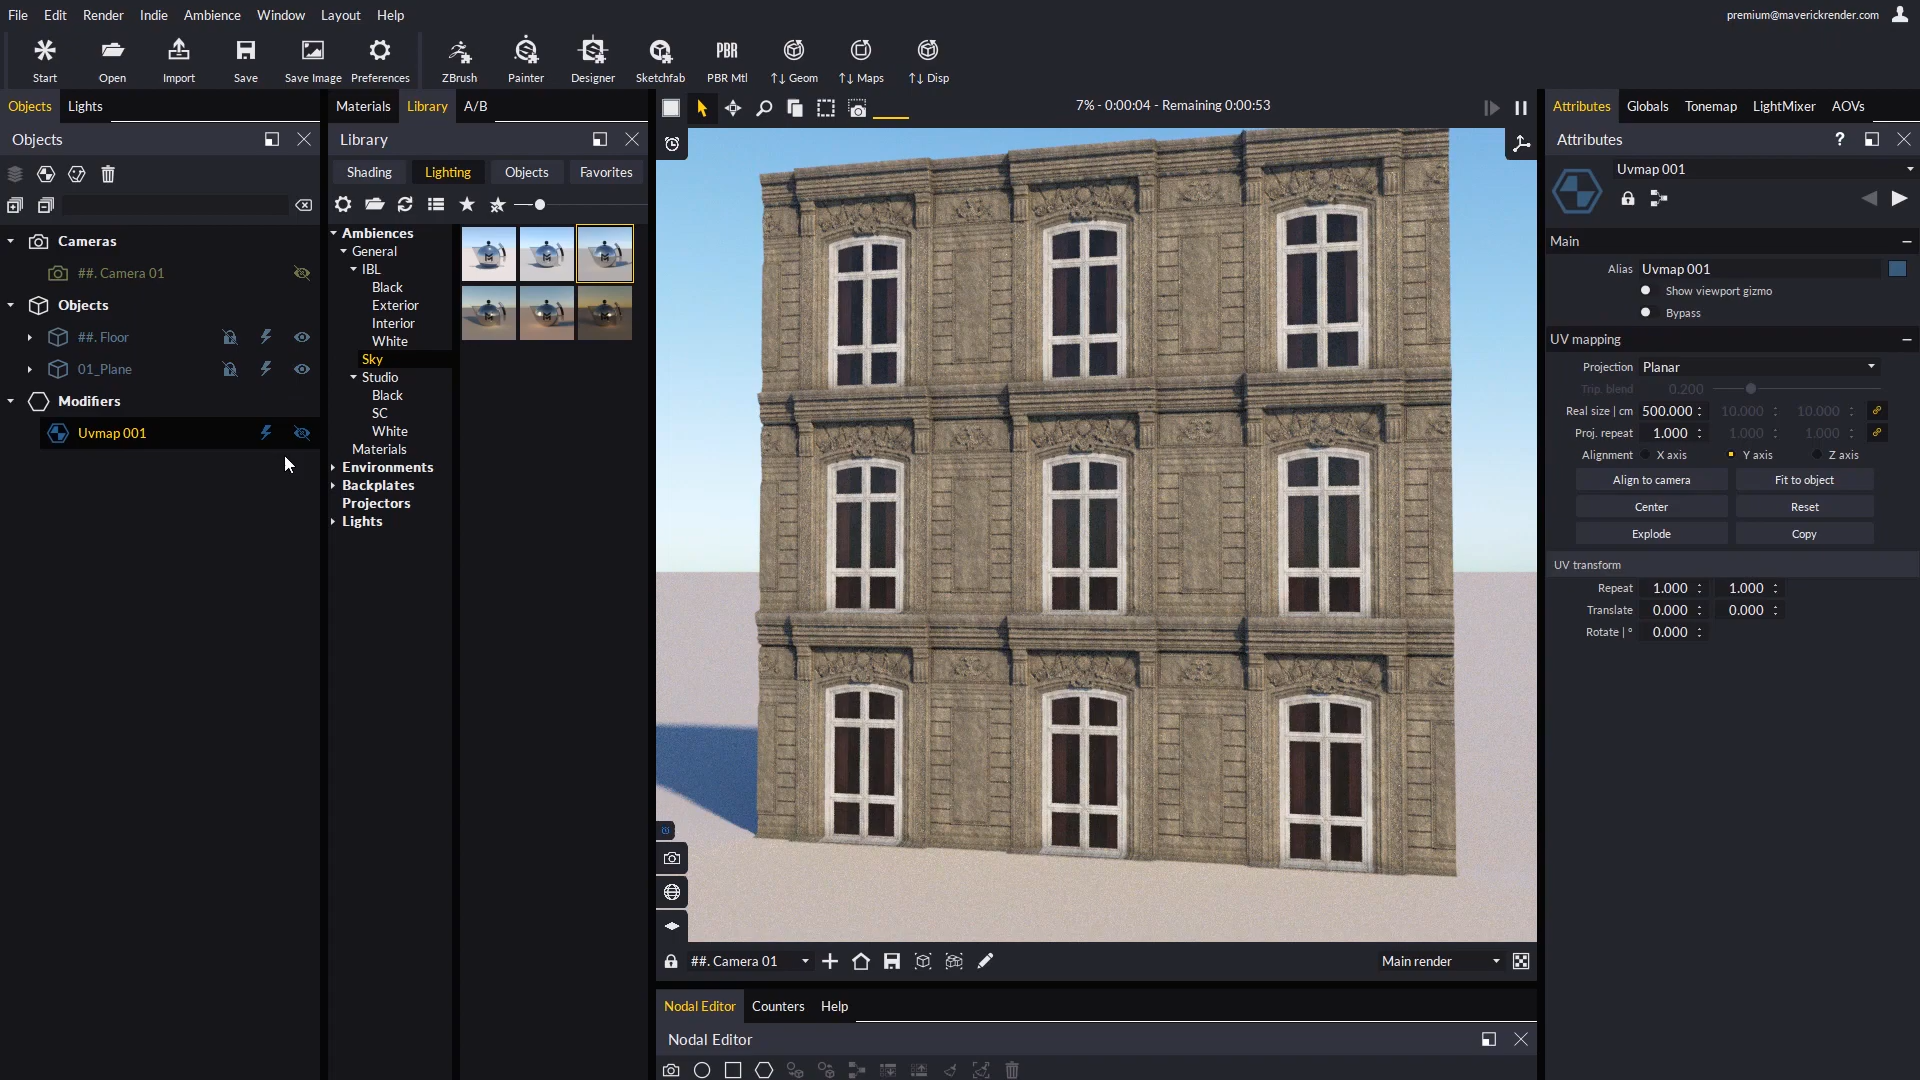 File Edit Render Indie Ambience Window Layout Help
premium@maverickrender.com
Start Open Import Save Save Image Preferences ZBrush Painter Designer Sketchfab PBR Mtl ↑↓ Geom ↑↓ Maps ↑↓ Disp
PBR
Objects Lights
Objects
Cameras
##. Camera 01
Objects
##. Floor
01_Plane
Modifiers
Uvmap 001
Materials Library A/B
Library
Shading Lighting Objects Favorites
Ambiences
General
IBL
Black
Exterior
Interior
White
Sky
Studio
Black
SC
White
Materials
Environments
Backplates
Projectors
Lights
7% - 0:00:04 - Remaining 0:00:53
##. Camera 01
Main render
Nodal Editor Counters Help
Nodal Editor
Attributes Globals Tonemap LightMixer AOVs
Attributes ?
Uvmap 001
Main
Alias Uvmap 001
Show viewport gizmo
Bypass
UV mapping
Projection Planar
Trip. blend 0.200
Real size | cm 500.000 10.000 10.000
Proj. repeat 1.000 1.000 1.000
Alignment X axis Y axis Z axis
Align to camera Fit to object
Center Reset
Explode Copy
UV transform
Repeat 1.000 1.000
Translate 0.000 0.000
Rotate | ° 0.000